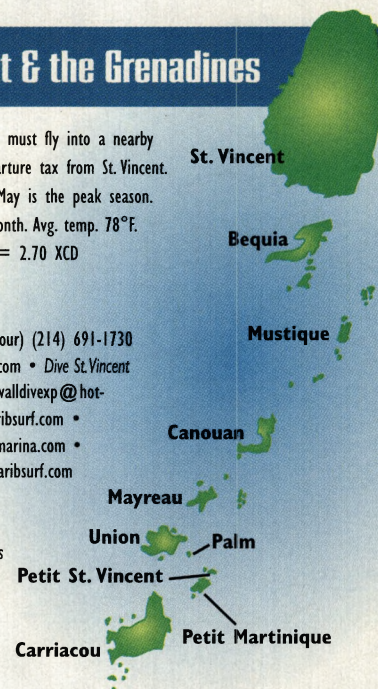 t & the Grenadines
must fly into a nearby
arture tax from St. Vincent.
May is the peak season.
onth. Avg. temp. 78°F.
= 2.70 XCD
our) (214) 691-1730
com • Dive St. Vincent
walldivexp@hot-
ribsurf.com •
marina.com •
aribsurf.com
s
St. Vincent
Bequia
Mustique
Canouan
Mayreau
Union
Palm
Petit St. Vincent
Petit Martinique
Carriacou